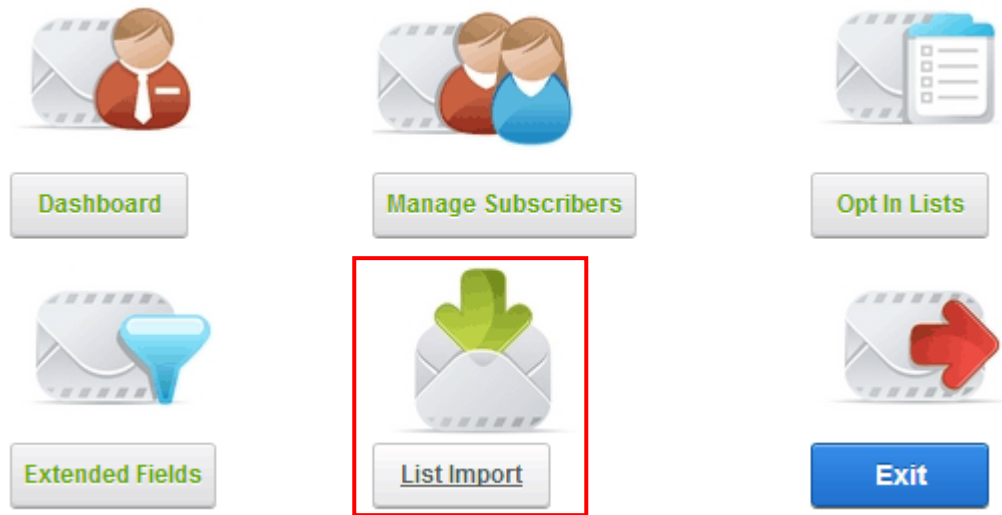 Dashboard
Manage Subscribers
Opt In Lists
Extended Fields
List Import
Exit